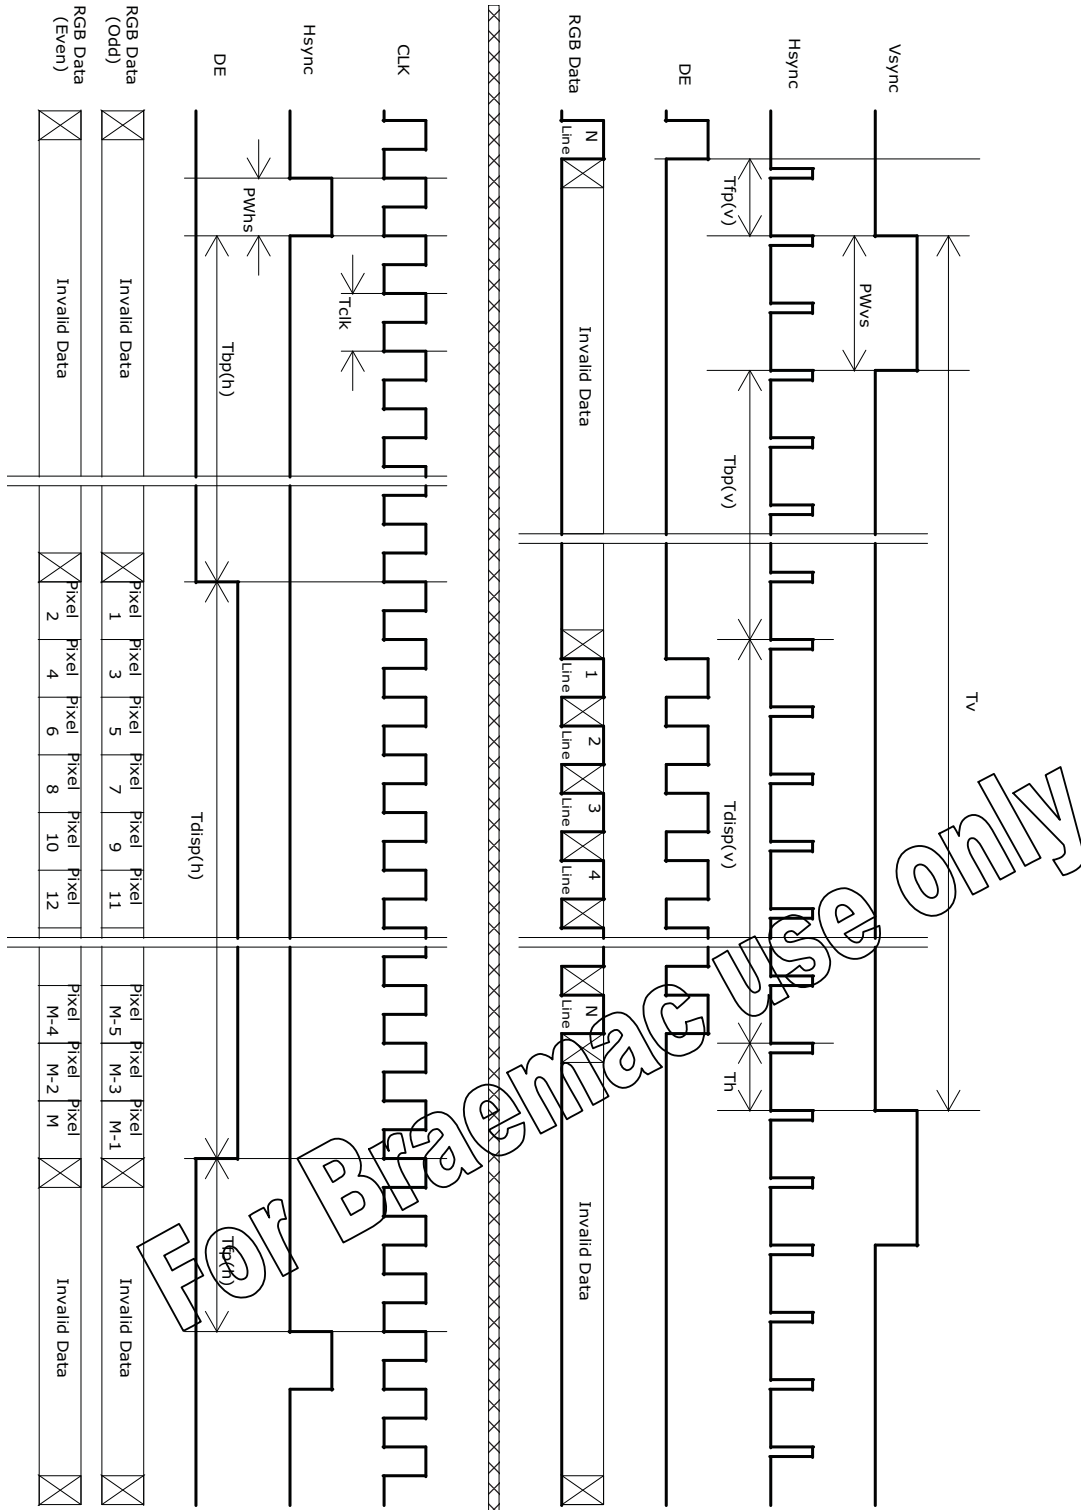 Vsync
Hsync
DE
RGB Data
Tv
PWvs
Tfp(v)
Tbp(v)
Tdisp(v)
Th
N
Line
Invalid Data
1
Line
2
Line
3
Line
4
Line
N
Line
Invalid Data
CLK
Hsync
DE
RGB Data
(Odd)
RGB Data
(Even)
Tclk
PWhs
Tbp(h)
Tdisp(h)
Tfp(h)
Invalid Data
Pixel
1
Pixel
3
Pixel
5
Pixel
7
Pixel
9
Pixel
11
Pixel
M-5
Pixel
M-3
Pixel
M-1
Invalid Data
Invalid Data
Pixel
2
Pixel
4
Pixel
6
Pixel
8
Pixel
10
Pixel
12
Pixel
M-4
Pixel
M-2
Pixel
M
Invalid Data
For Braemac use only